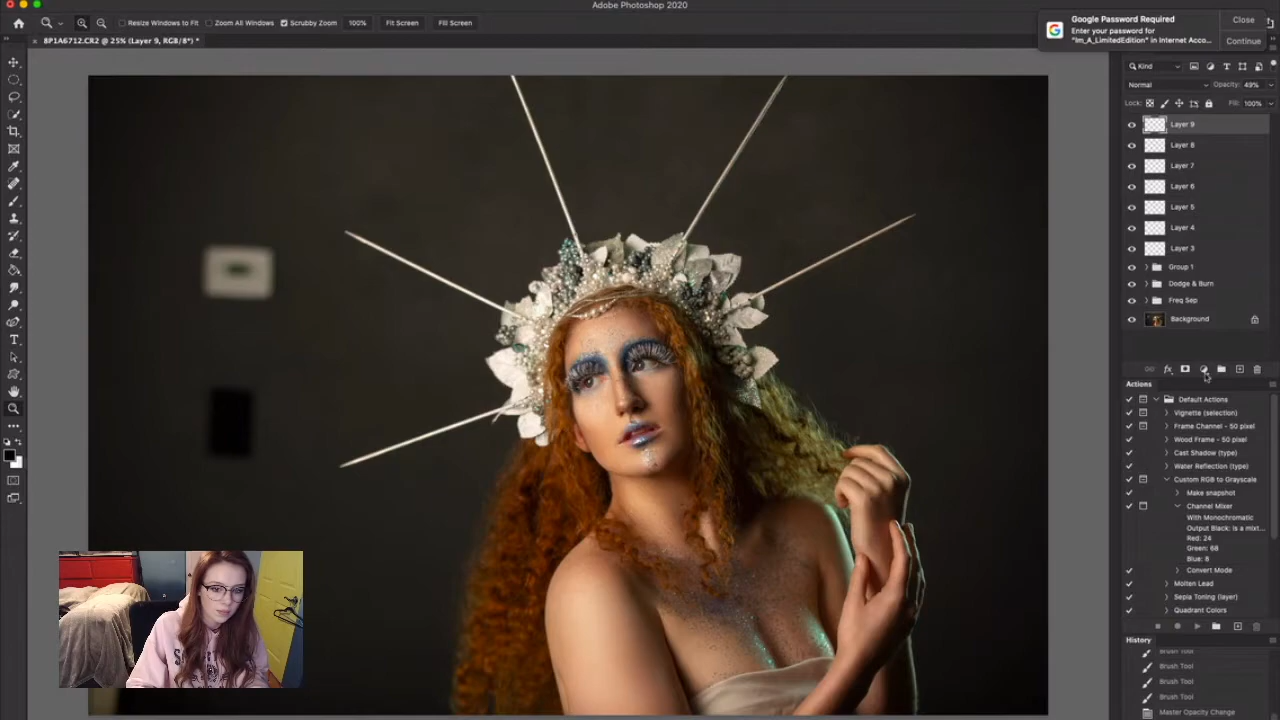 Adobe Photoshop 2020
Resize Windows to Fit
Zoom All Windows
Scrubby Zoom
100%
Fit Screen
Fill Screen
Google Password Required
Enter your password for
"Im_A_LimitedEdition" in Internet Acco...
Close
Continue
8P1A6712.CR2 @ 25% (Layer 9, RGB/8*) *
Kind
Normal
Opacity: 49%
Lock:
Fill: 100%
Layer 9
Layer 8
Layer 7
Layer 6
Layer 5
Layer 4
Layer 3
Group 1
Dodge & Burn
Freq Sep
Background
fx
Actions
Default Actions
Vignette (selection)
Frame Channel - 50 pixel
Wood Frame - 50 pixel
Cast Shadow (type)
Water Reflection (type)
Custom RGB to Grayscale
Make snapshot
Channel Mixer
With Monochromatic
Output Black: is a mixt...
Red: 24
Green: 68
Blue: 8
Convert Mode
Molten Lead
Sepia Toning (layer)
Quadrant Colors
History
Brush Tool
Brush Tool
Brush Tool
Brush Tool
Master Opacity Change